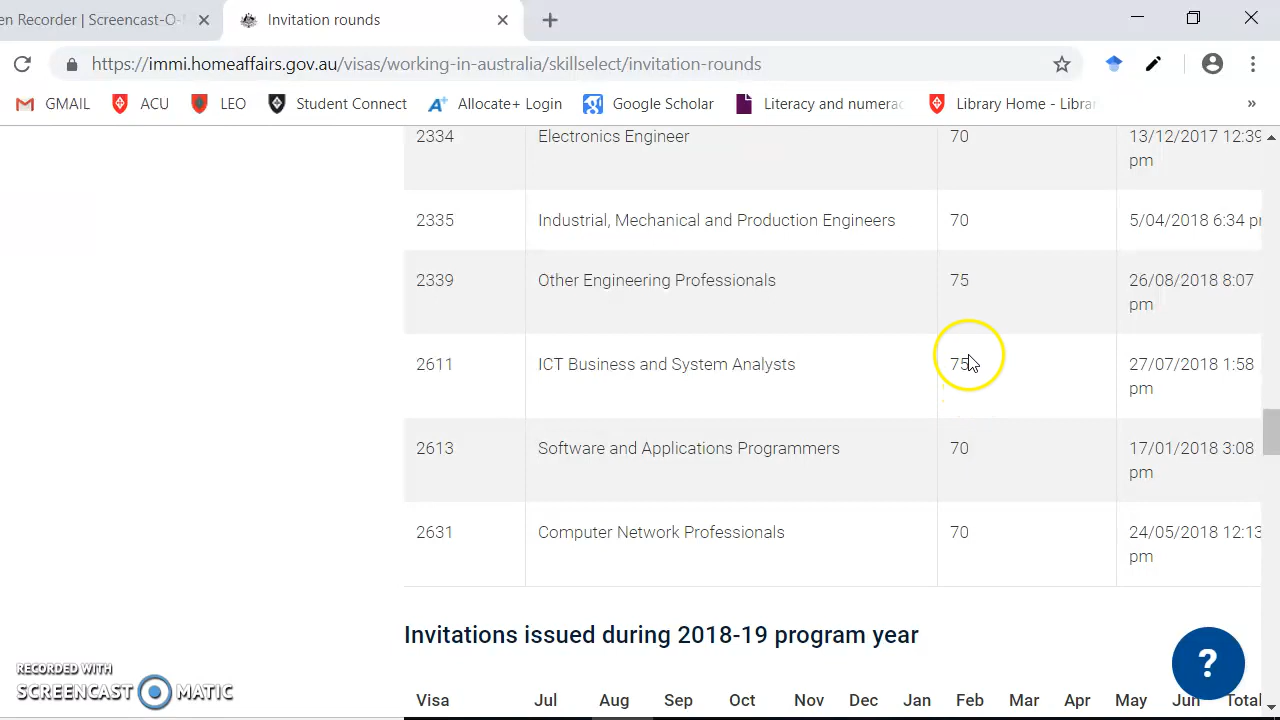 en Recorder | Screencast-O-
Invitation rounds
https://immi.homeaffairs.gov.au/visas/working-in-australia/skillselect/invitation-rounds
GMAIL ACU LEO Student Connect Allocate+ Login Google Scholar Literacy and numerac Library Home - Librar »
2334 Electronics Engineer 70 13/12/2017 12:39
pm
2335 Industrial, Mechanical and Production Engineers 70 5/04/2018 6:34 pm
2339 Other Engineering Professionals 75 26/08/2018 8:07
pm
2611 ICT Business and System Analysts 75 27/07/2018 1:58
pm
2613 Software and Applications Programmers 70 17/01/2018 3:08
pm
2631 Computer Network Professionals 70 24/05/2018 12:13
pm
Invitations issued during 2018-19 program year
?
RECORDED WITH
SCREENCAST MATIC
Visa Jul Aug Sep Oct Nov Dec Jan Feb Mar Apr May Jun Total